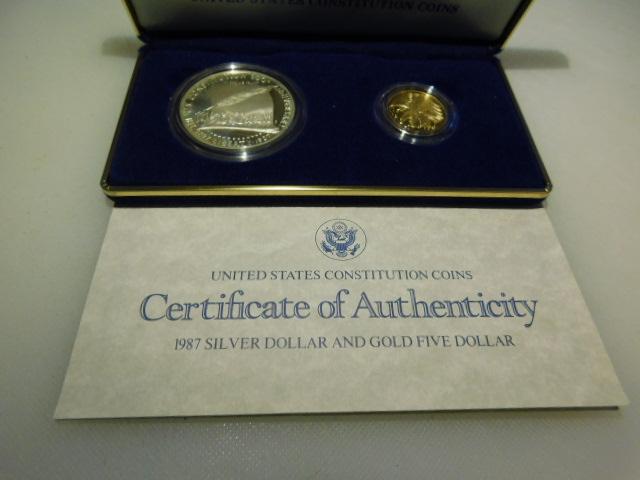 UNITED STATES CONSTITUTION COINS
UNITED STATES CONSTITUTION COINS
Certificate of Authenticity
1987 SILVER DOLLAR AND GOLD FIVE DOLLAR